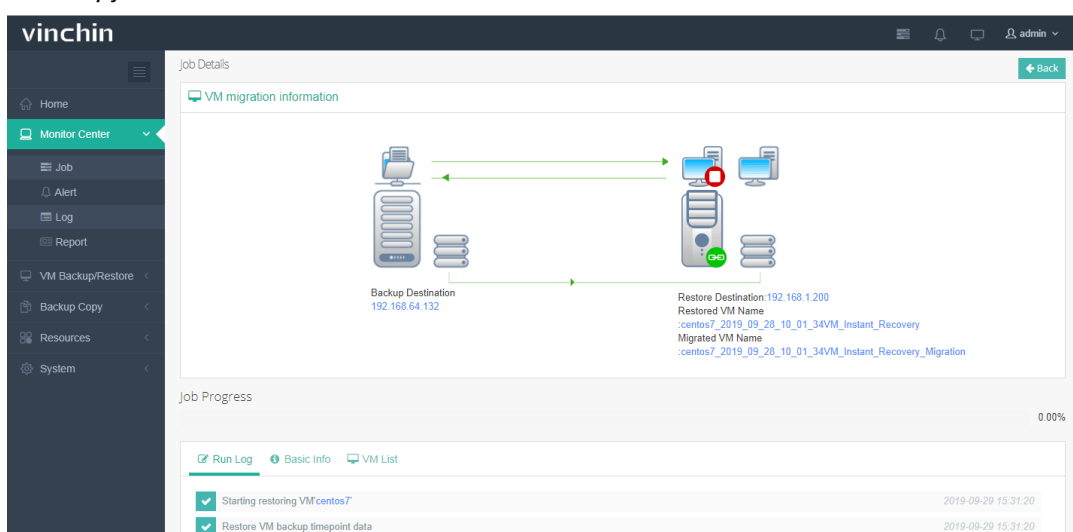 vinchin
admin
Job Details
Back
VM migration information
Home
Monitor Center
Job
Alert
Log
Report
VM Backup/Restore
Backup Copy
Resources
System
Backup Destination
192.168.64.132
Restore Destination:192.168.1.200
Restored VM Name
:centos7_2019_09_28_10_01_34VM_Instant_Recovery
Migrated VM Name
:centos7_2019_09_28_10_01_34VM_Instant_Recovery_Migration
Job Progress
0.00%
Run Log Basic Info VM List
Starting restoring VM'centos7' 2019-09-29 15:31:20
Restore VM backup timepoint data 2019-09-29 15:31:20